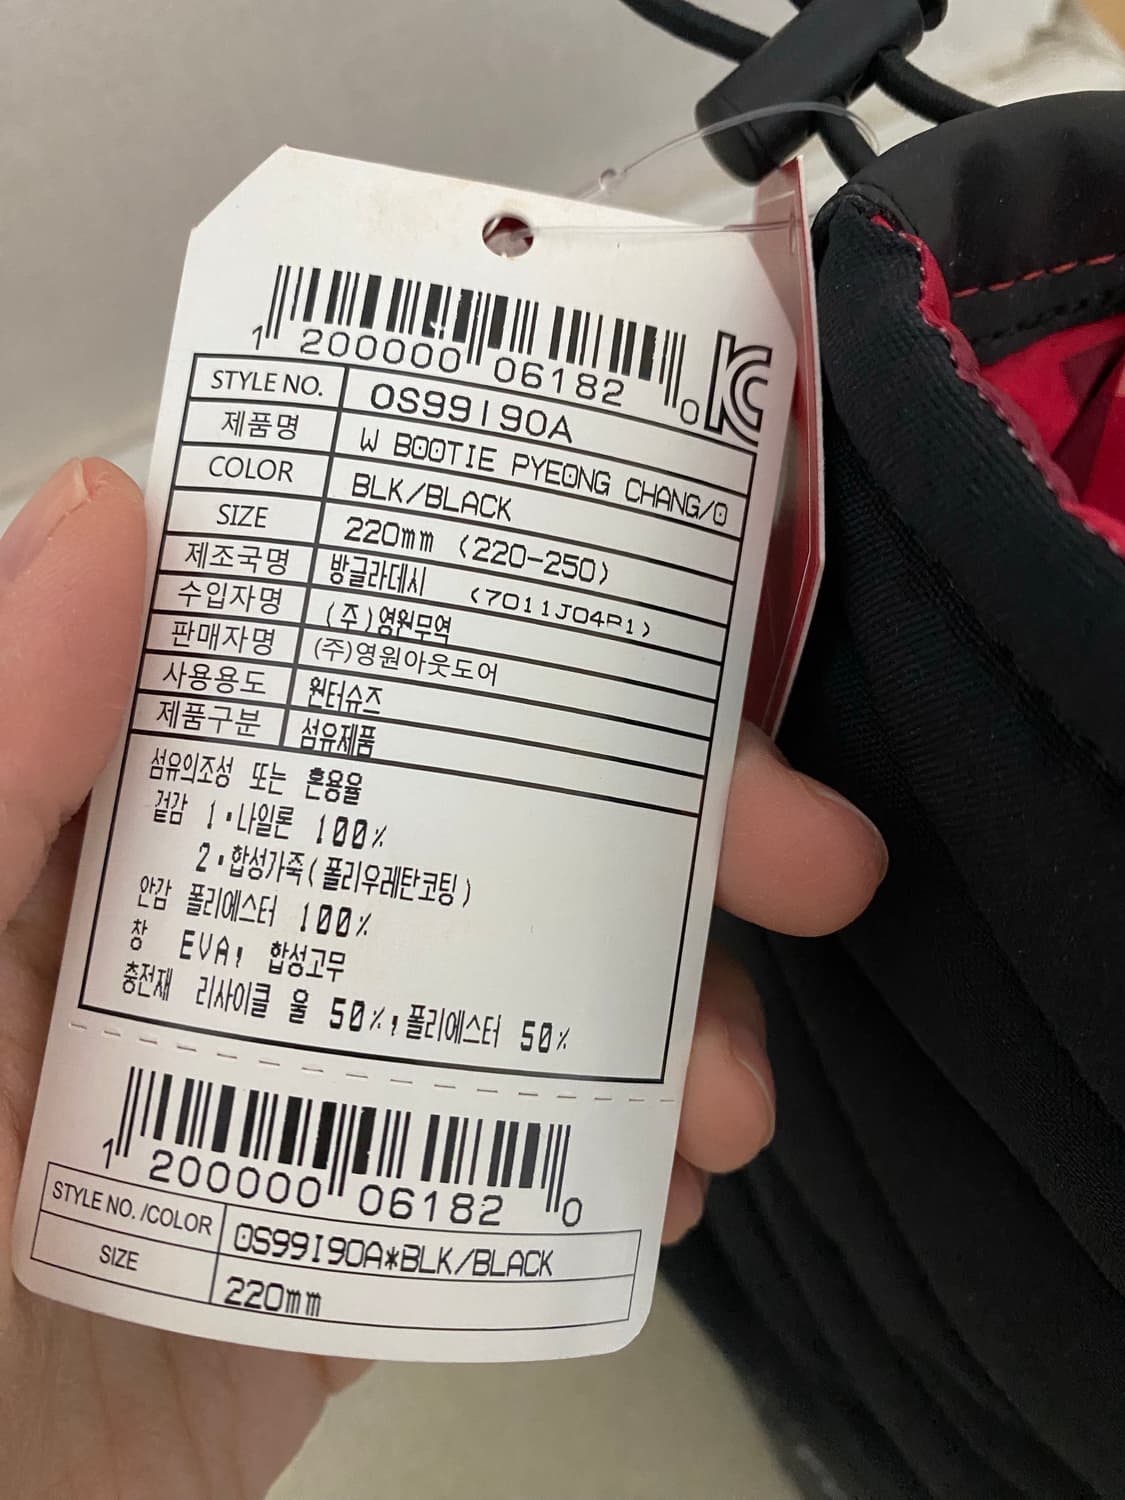 1 200000 06182 0
STYLE NO. OS99I90A
제품명 W BOOTIE PYEONG CHANG/O
COLOR BLK/BLACK
SIZE 220mm (220-250)
제조국명 방글라데시 (7011J04P1)
수입자명 (주)영원무역
판매자명 (주)영원아웃도어
사용용도 윈터슈즈
제품구분 섬유제품
섬유의조성 또는 혼용율
겉감 1.나일론 100%
2.합성가죽(폴리우레탄코팅)
안감 폴리에스터 100%
창 EVA, 합성고무
충전재 리사이클 울 50%,폴리에스터 50%
1 200000 06182 0
STYLE NO./COLOR OS99I90A*BLK/BLACK
SIZE 220mm